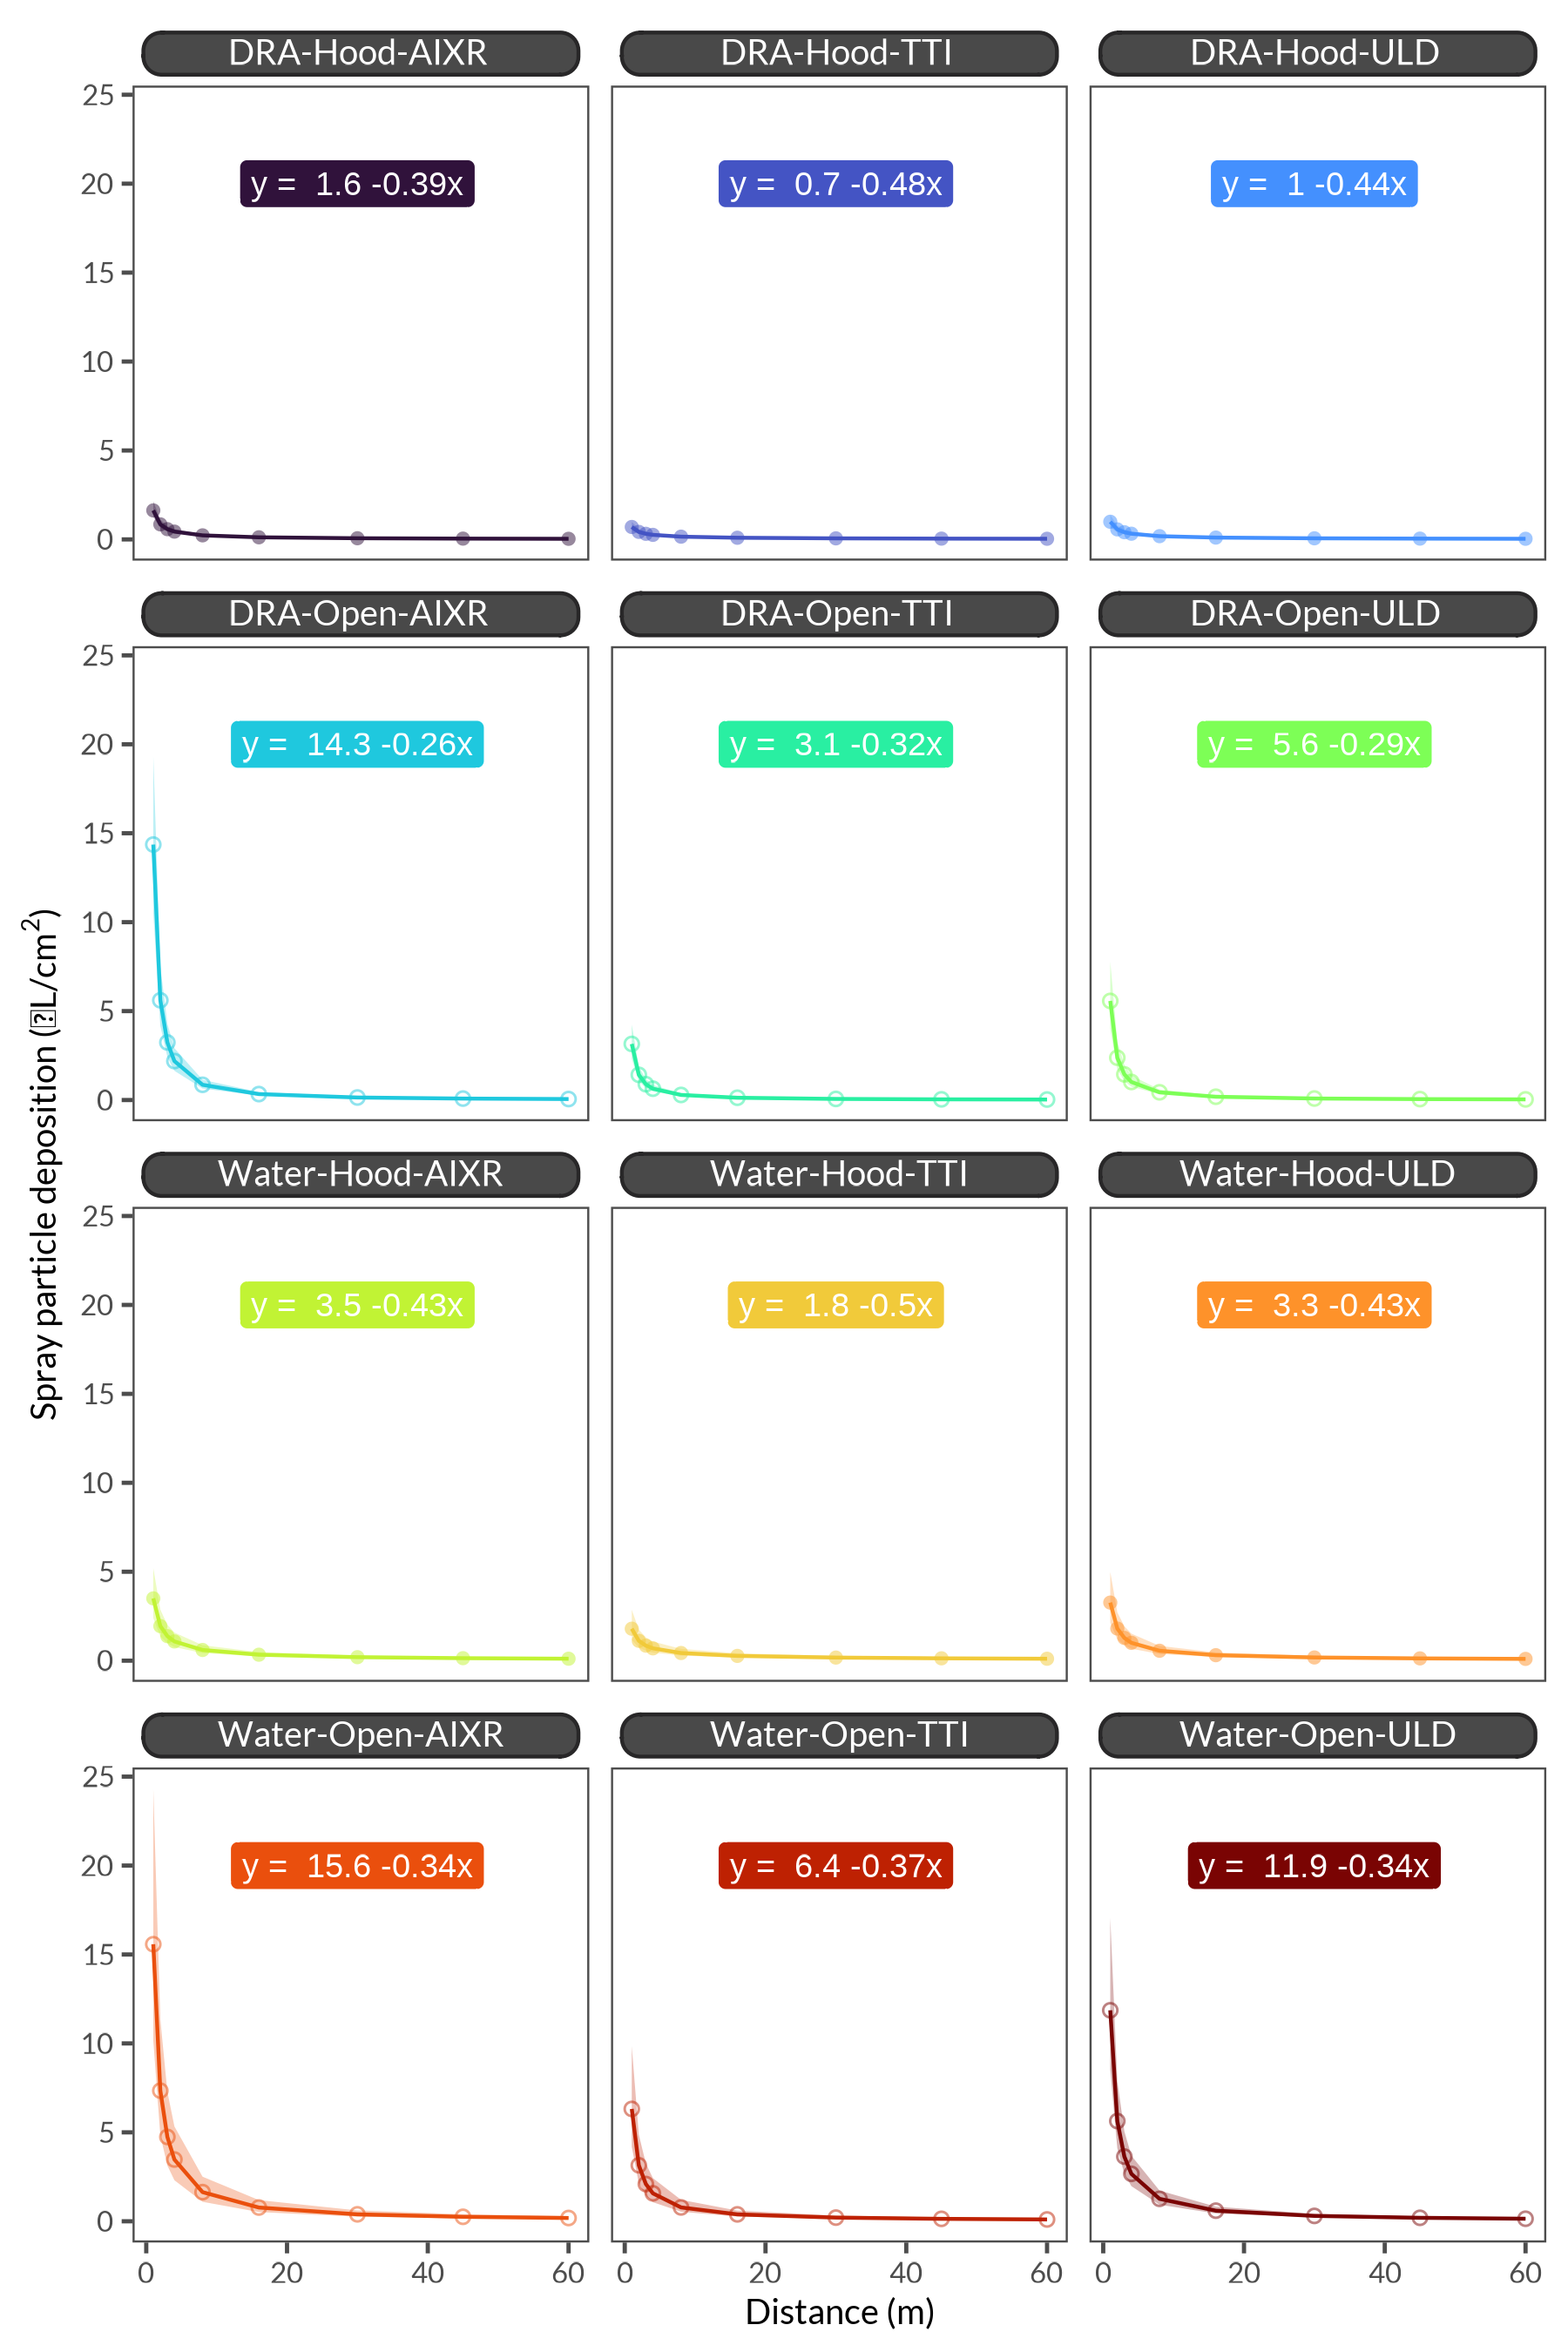 DRA-Hood-AIXR DRA-Hood-TTI DRA-Hood-ULD
25
20
15
10
5
0
y =  1.6 -0.39x
y =  0.7 -0.48x
y =  1 -0.44x
DRA-Open-AIXR DRA-Open-TTI DRA-Open-ULD
25
20
15
10
5
0
y =  14.3 -0.26x
y =  3.1 -0.32x
y =  5.6 -0.29x
Water-Hood-AIXR Water-Hood-TTI Water-Hood-ULD
25
20
15
10
5
0
y =  3.5 -0.43x
y =  1.8 -0.5x
y =  3.3 -0.43x
Water-Open-AIXR Water-Open-TTI Water-Open-ULD
25
20
15
10
5
0
y =  15.6 -0.34x
y =  6.4 -0.37x
y =  11.9 -0.34x
0 20 40 60 0 20 40 60 0 20 40 60
Distance (m)
Spray particle deposition (�L/cm²)